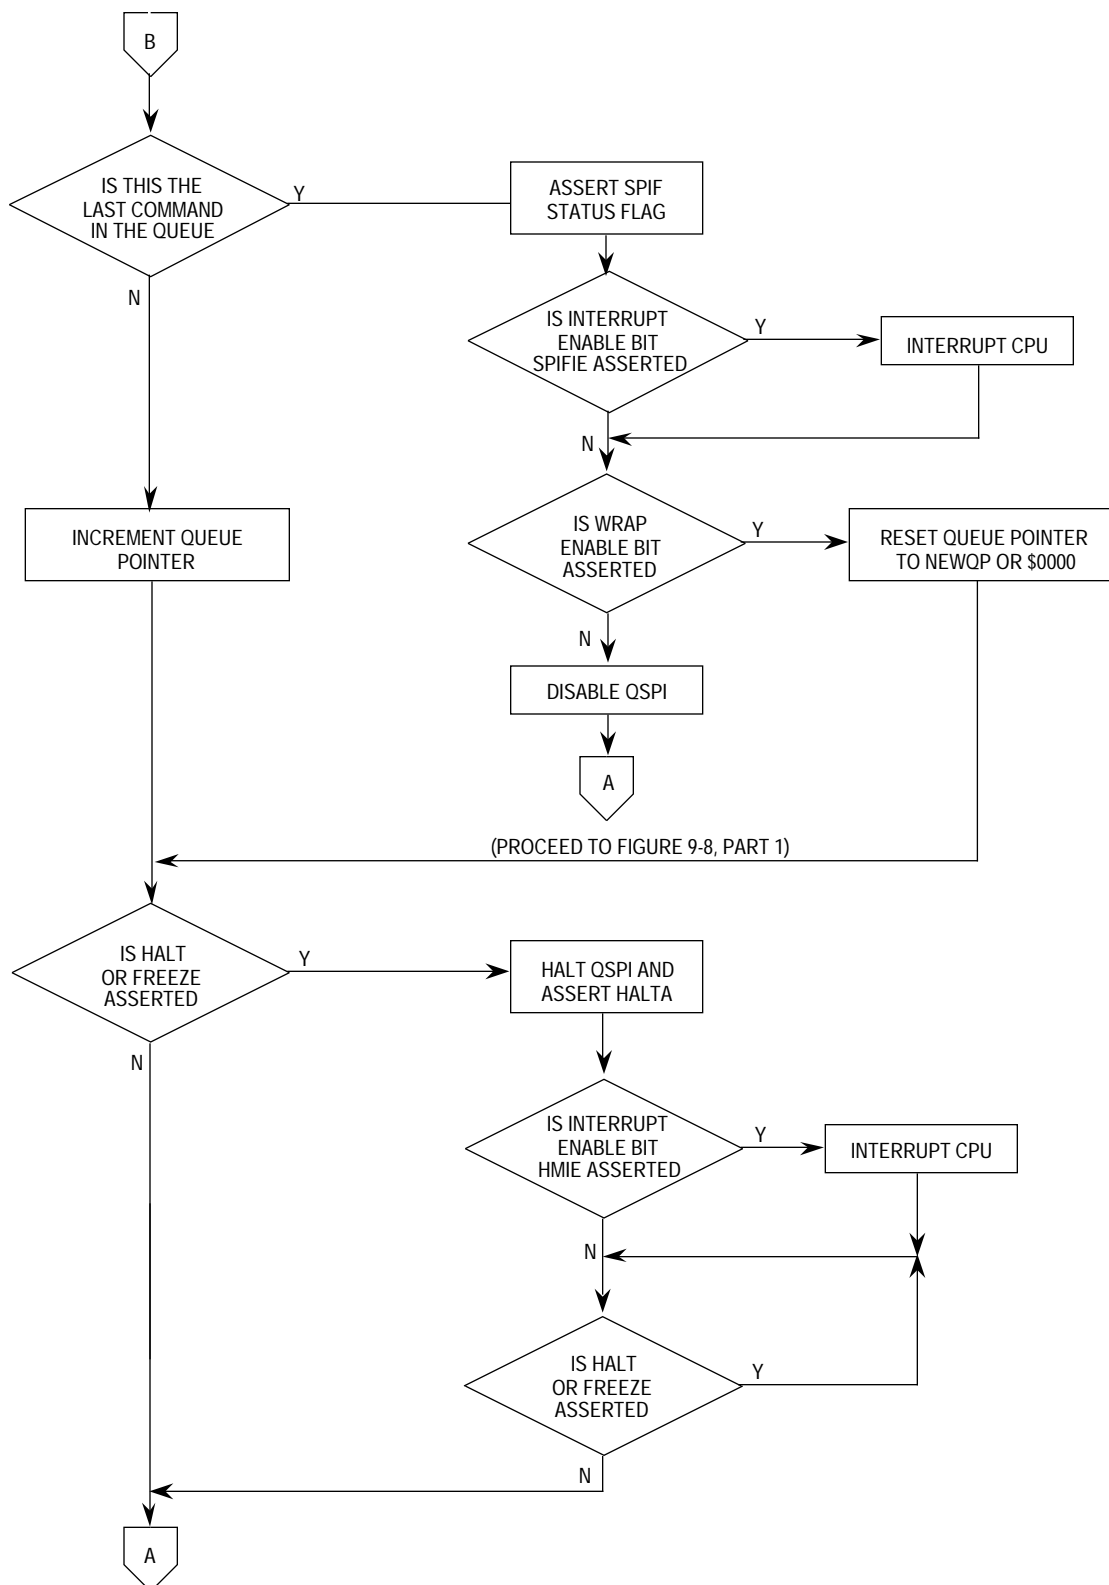 B
IS THIS THE
LAST COMMAND
IN THE QUEUE
Y
ASSERT SPIF
STATUS FLAG
N
IS INTERRUPT
ENABLE BIT
SPIFIE ASSERTED
Y
INTERRUPT CPU
N
IS WRAP
ENABLE BIT
ASSERTED
Y
RESET QUEUE POINTER
TO NEWQP OR $0000
INCREMENT QUEUE
POINTER
N
DISABLE QSPI
A
(PROCEED TO FIGURE 9-8, PART 1)
IS HALT
OR FREEZE
ASSERTED
Y
HALT QSPI AND
ASSERT HALTA
N
IS INTERRUPT
ENABLE BIT
HMIE ASSERTED
Y
INTERRUPT CPU
N
IS HALT
OR FREEZE
ASSERTED
Y
N
A